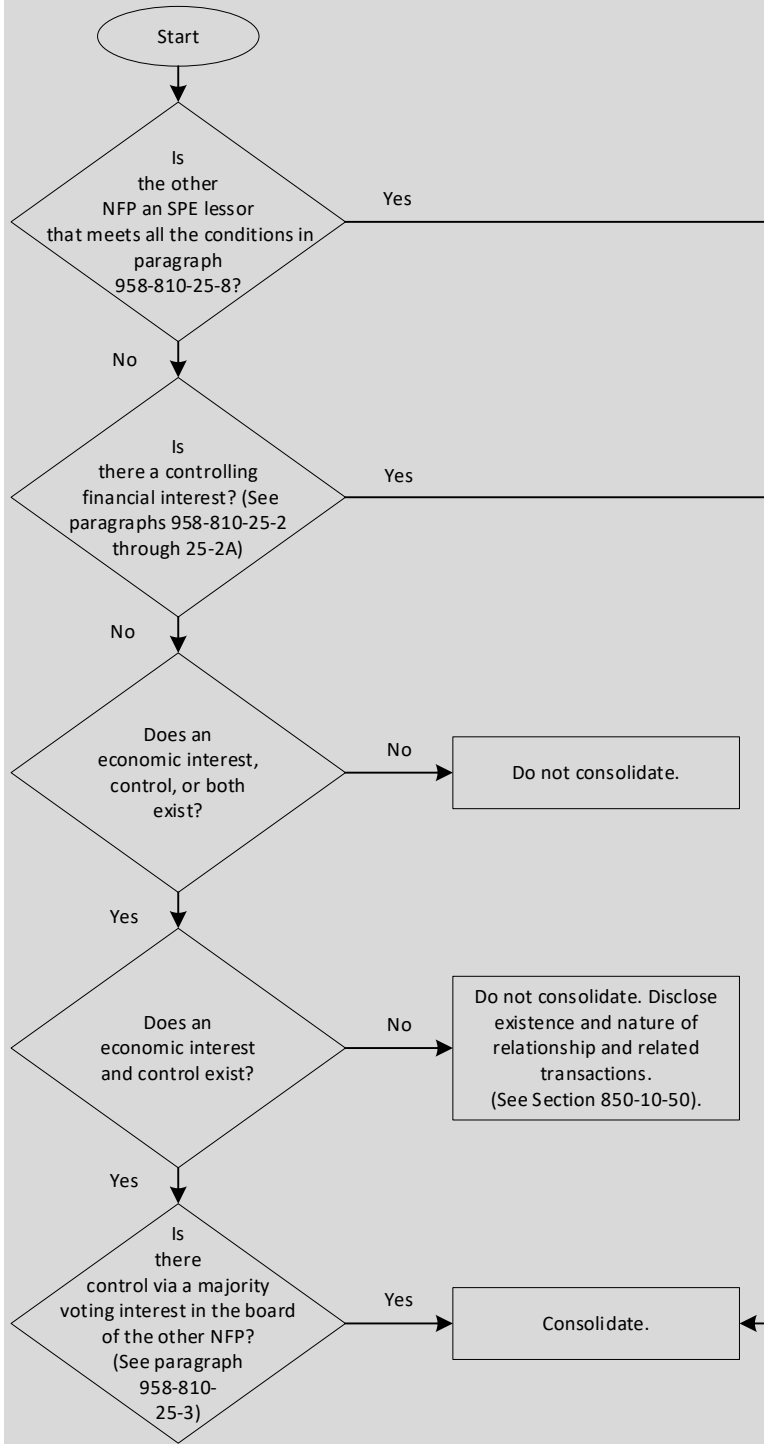 Start
Is
the other
NFP an SPE lessor
that meets all the conditions in
paragraph
958-810-25-8?
Yes
No
Is
there a controlling
financial interest? (See
paragraphs 958-810-25-2
through 25-2A)
Yes
No
Does an
economic interest,
control, or both
exist?
No
Do not consolidate.
Yes
Does an
economic interest
and control exist?
No
Do not consolidate. Disclose
existence and nature of
relationship and related
transactions.
(See Section 850-10-50).
Yes
Is
there
control via a majority
voting interest in the board
of the other NFP?
(See paragraph
958-810-
25-3)
Yes
Consolidate.